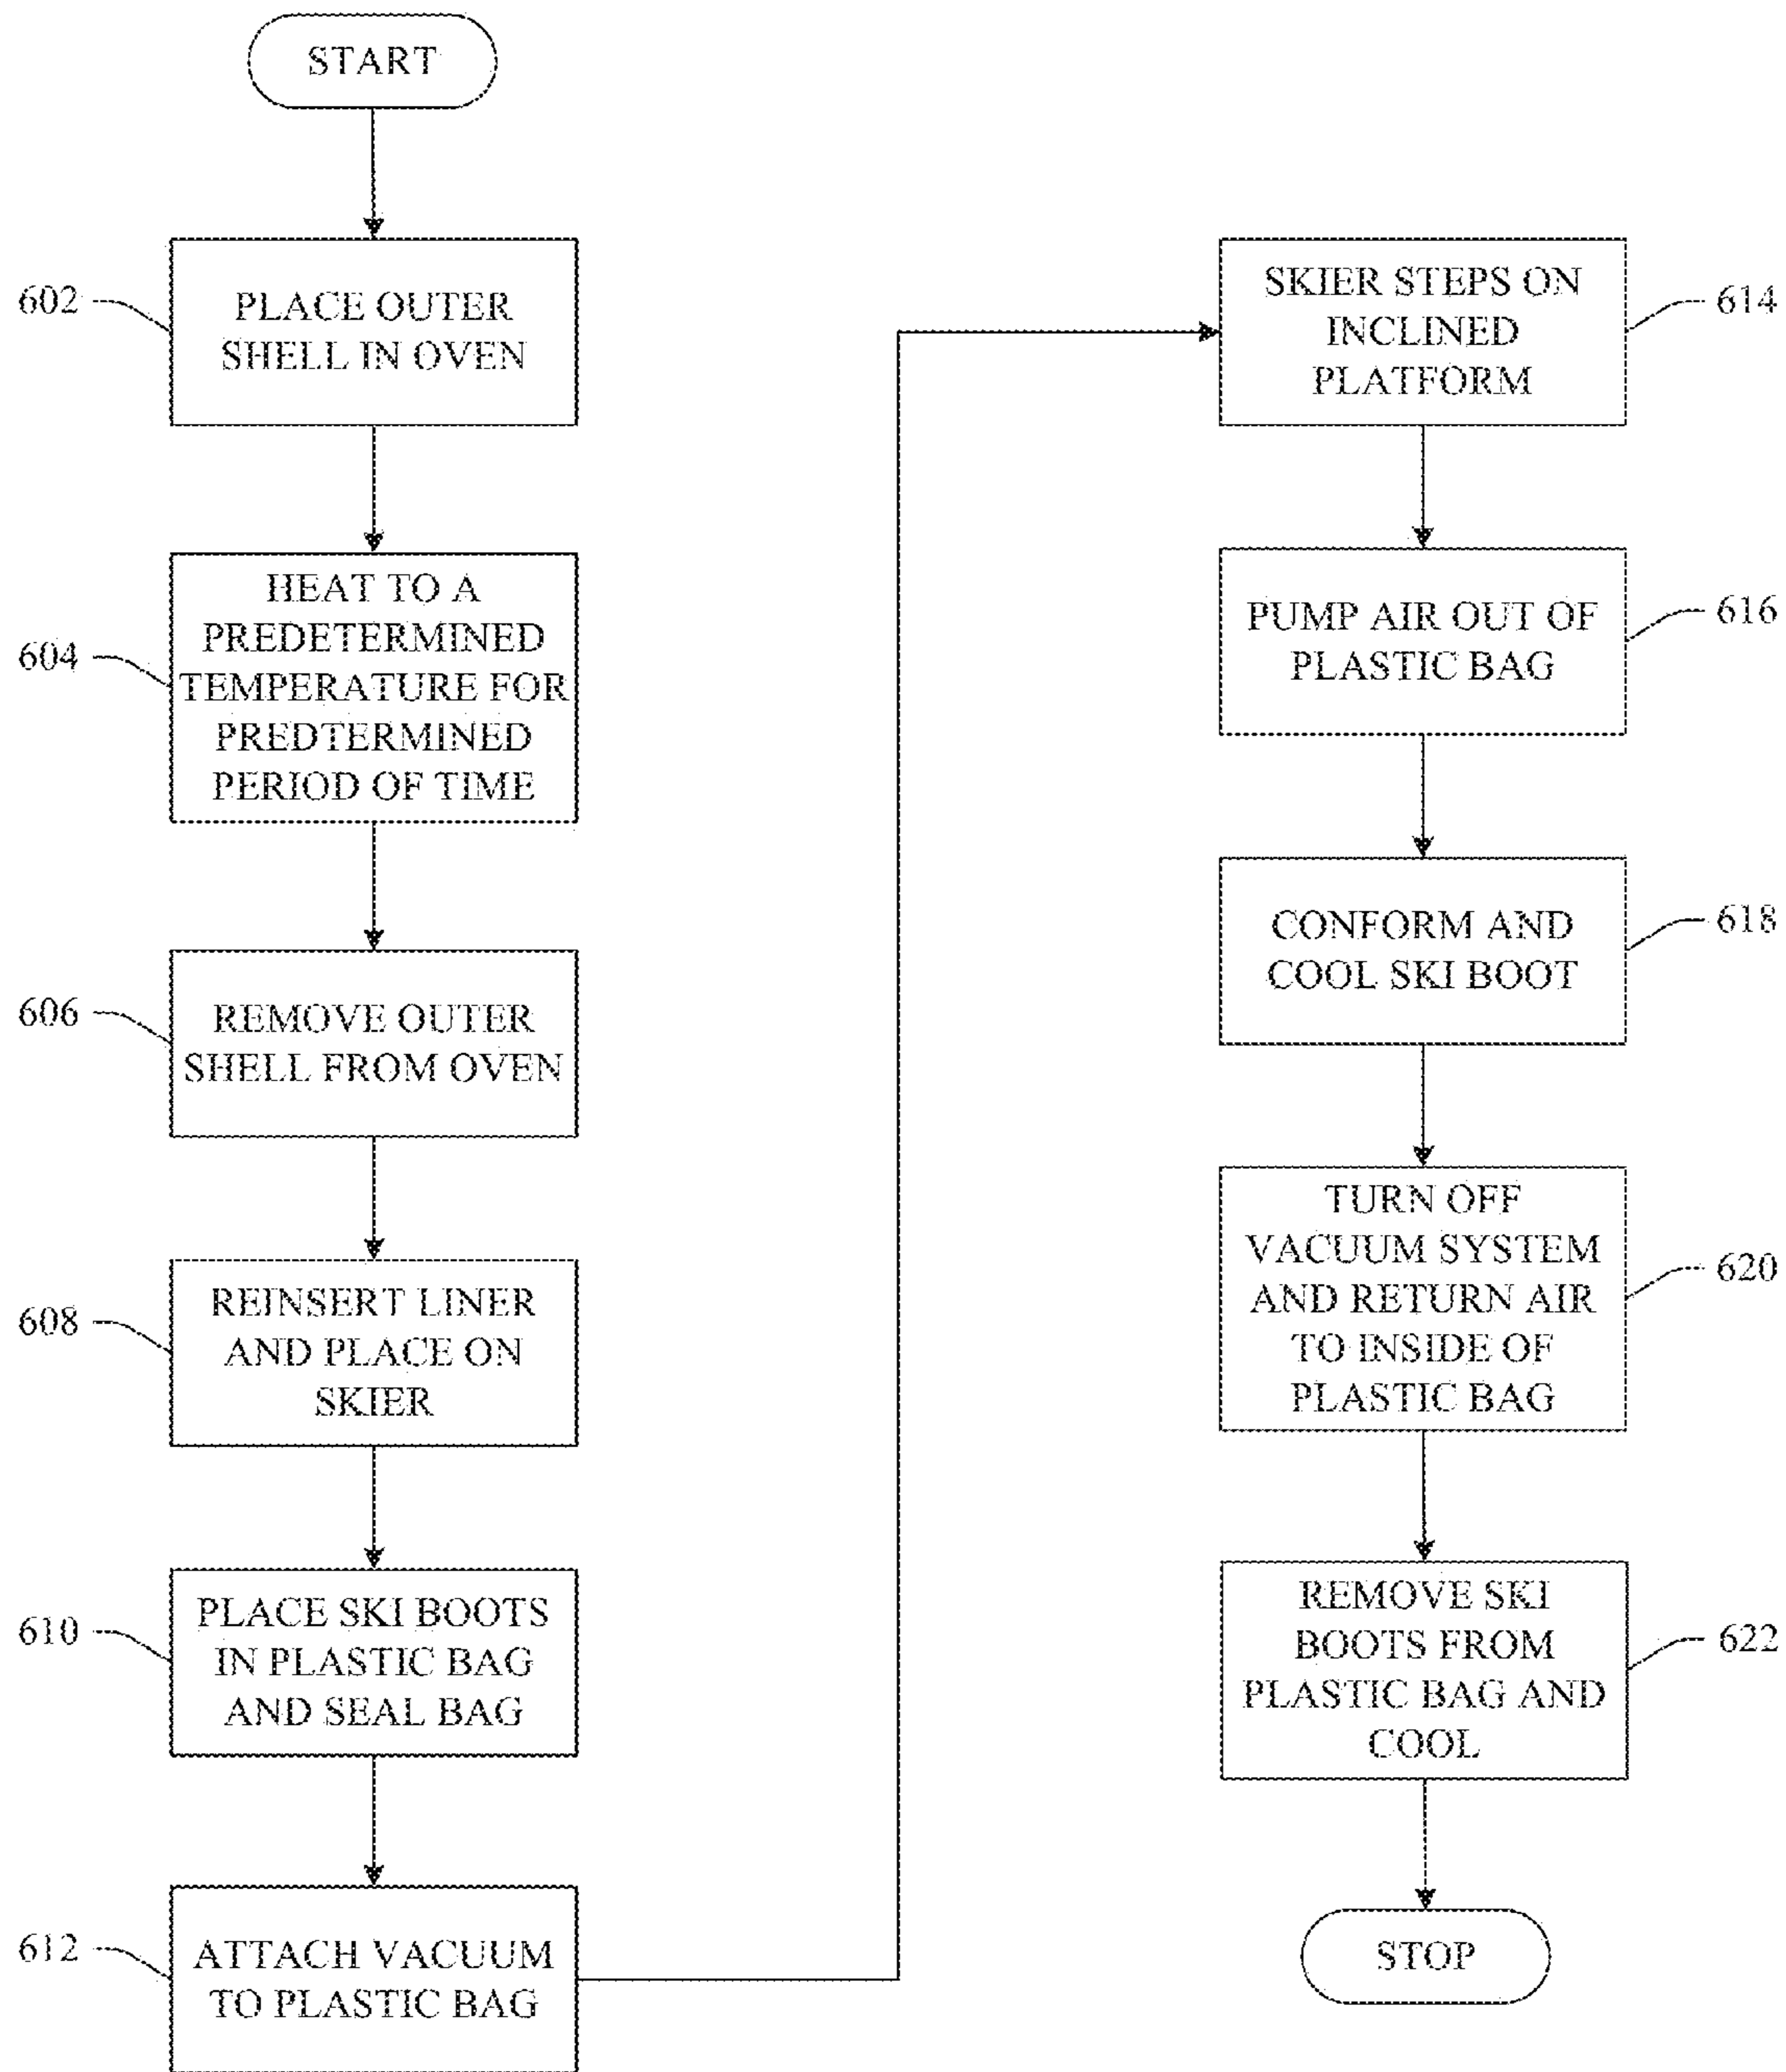 START
602
PLACE OUTER
SHELL IN OVEN
604
HEAT TO A
PREDETERMINED
TEMPERATURE FOR
PREDTERMINED
PERIOD OF TIME
606
REMOVE OUTER
SHELL FROM OVEN
608
REINSERT LINER
AND PLACE ON
SKIER
610
PLACE SKI BOOTS
IN PLASTIC BAG
AND SEAL BAG
612
ATTACH VACUUM
TO PLASTIC BAG
SKIER STEPS ON
INCLINED
PLATFORM
614
PUMP AIR OUT OF
PLASTIC BAG
616
CONFORM AND
COOL SKI BOOT
618
TURN OFF
VACUUM SYSTEM
AND RETURN AIR
TO INSIDE OF
PLASTIC BAG
620
REMOVE SKI
BOOTS FROM
PLASTIC BAG AND
COOL
622
STOP